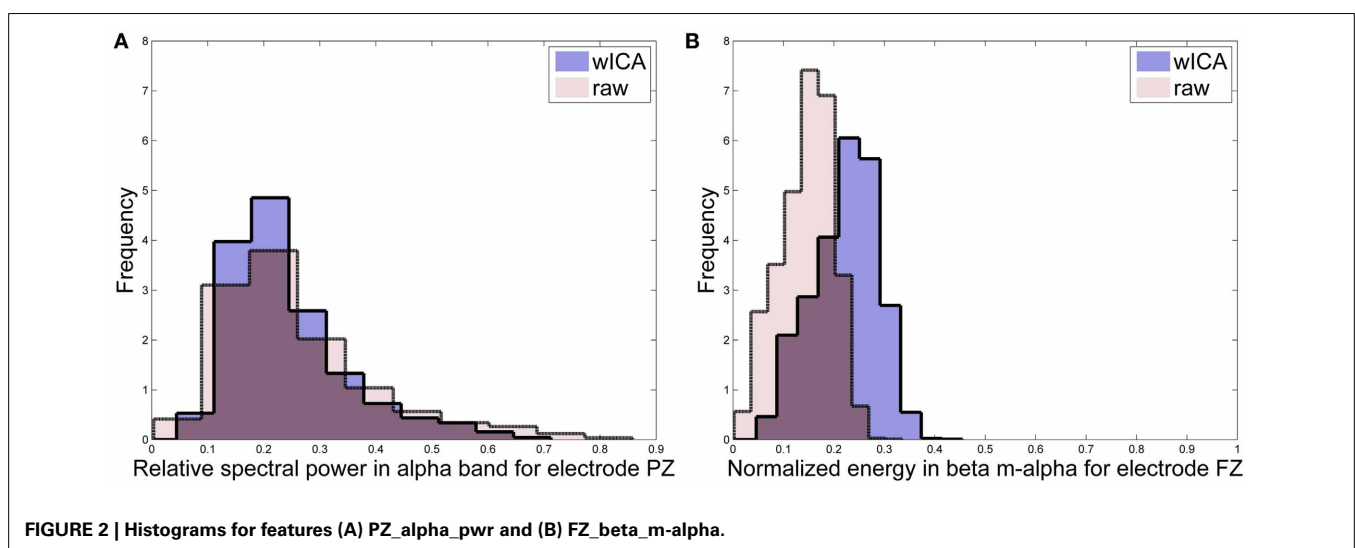 A
8
7
6
5
4
3
2
1
0
Frequency
wICA
raw
0 0.1 0.2 0.3 0.4 0.5 0.6 0.7 0.8 0.9
Relative spectral power in alpha band for electrode PZ
B
8
7
6
5
4
3
2
1
0
Frequency
wICA
raw
0 0.1 0.2 0.3 0.4 0.5 0.6 0.7 0.8 0.9 1
Normalized energy in beta m-alpha for electrode FZ
FIGURE 2 | Histograms for features (A) PZ_alpha_pwr and (B) FZ_beta_m-alpha.